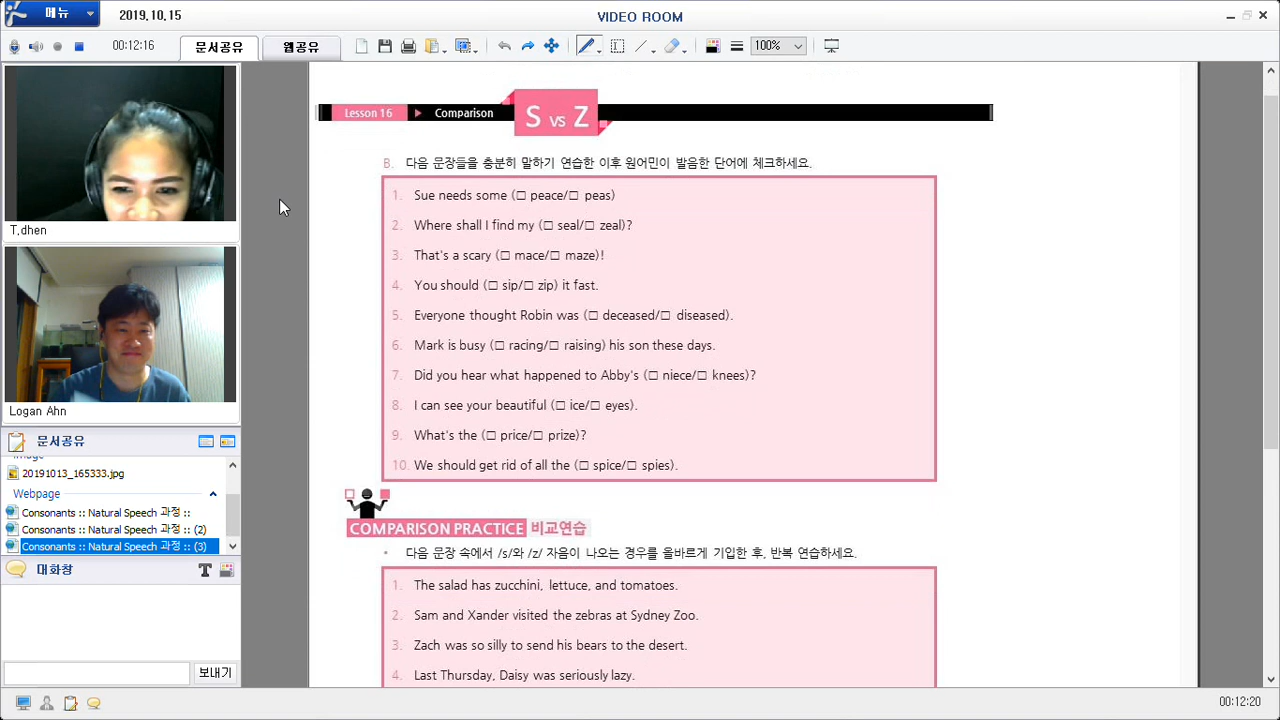 메뉴
2019.10.15
VIDEO ROOM
00:11:16
문서공유
웹공유
100%
T,dhen
Logan Ahn
문서공유
20191013_165333.jpg
Webpage
Consonants :: Natural Speech 과정 ::
Consonants :: Natural Speech 과정 :: (2)
Consonants :: Natural Speech 과정 :: (3)
대화창
보내기
Lesson 16 Comparison S vs Z
B. 다음 문장들을 충분히 말하기 연습한 이후 원어민이 발음한 단어에 체크하세요.
1. Sue needs some (□ peace/□ peas)
2. Where shall I find my (□ seal/□ zeal)?
3. That's a scary (□ mace/□ maze)!
4. You should (□ sip/□ zip) it fast.
5. Everyone thought Robin was (□ deceased/□ diseased).
6. Mark is busy (□ racing/□ raising) his son these days.
7. Did you hear what happened to Abby's (□ niece/□ knees)?
8. I can see your beautiful (□ ice/□ eyes).
9. What's the (□ price/□ prize)?
10. We should get rid of all the (□ spice/□ spies).
COMPARISON PRACTICE 비교연습
• 다음 문장 속에서 /s/와 /z/ 자음이 나오는 경우를 올바르게 기입한 후, 반복 연습하세요.
1. The salad has zucchini, lettuce, and tomatoes.
2. Sam and Xander visited the zebras at Sydney Zoo.
3. Zach was so silly to send his bears to the desert.
4. Last Thursday, Daisy was seriously lazy.
00:12:20